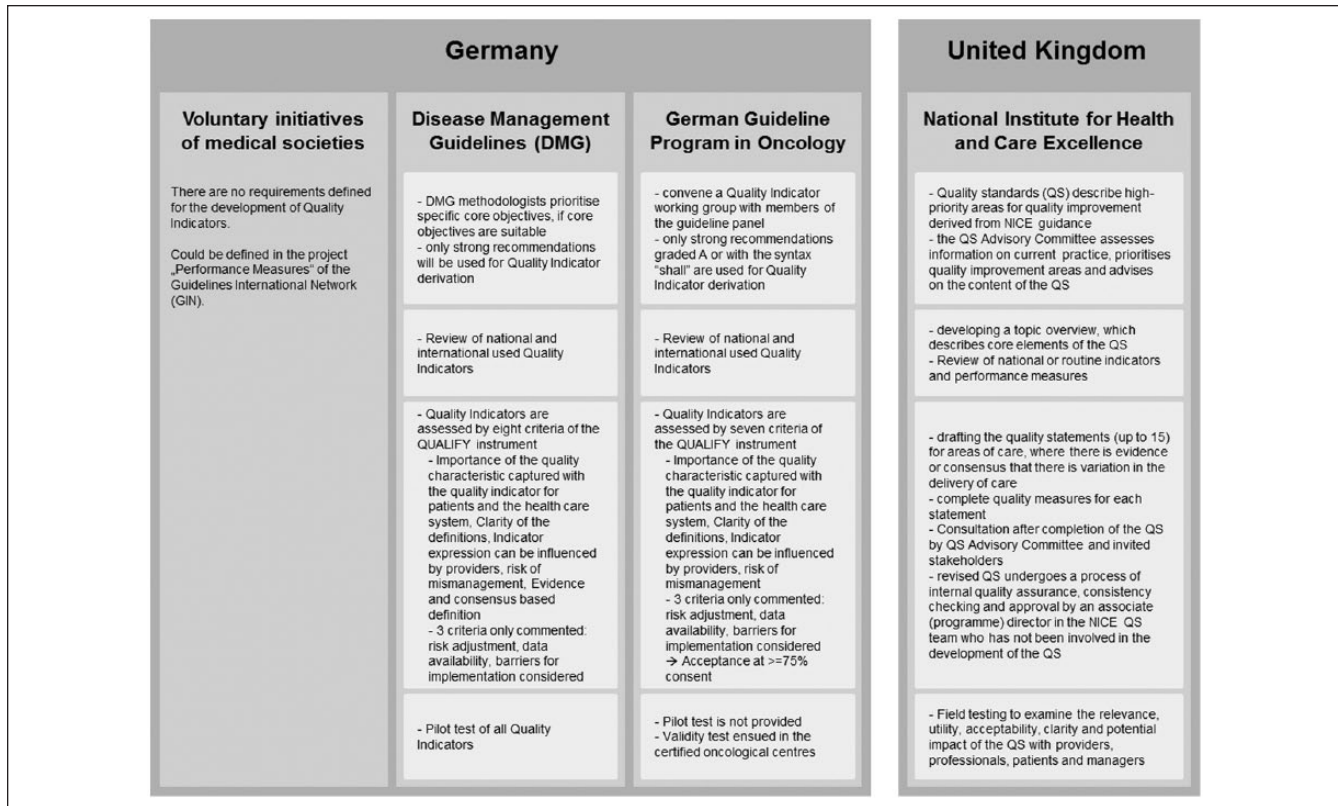 Germany
Voluntary initiatives
of medical societies
There are no requirements defined
for the development of Quality
Indicators.
Could be defined in the project
„Performance Measures“ of the
Guidelines International Network
(GIN).
Disease Management
Guidelines (DMG)
- DMG methodologists prioritise
specific core objectives, if core
objectives are suitable
- only strong recommendations
will be used for Quality Indicator
derivation
- Review of national and
international used Quality
Indicators
- Quality Indicators are
assessed by eight criteria of the
QUALIFY instrument
- Importance of the quality
characteristic captured with
the quality indicator for
patients and the health care
system, Clarity of the
definitions, Indicator
expression can be influenced
by providers, risk of
mismanagement, Evidence
and consensus based
definition
- 3 criteria only commented:
risk adjustment, data
availability, barriers for
implementation considered
- Pilot test of all Quality
Indicators
German Guideline
Program in Oncology
- convene a Quality Indicator
working group with members of
the guideline panel
- only strong recommendations
graded A or with the syntax
“shall” are used for Quality
Indicator derivation
- Review of national and
international used Quality
Indicators
- Quality Indicators are
assessed by seven criteria of
the QUALIFY instrument
- Importance of the quality
characteristic captured with
the quality indicator for
patients and the health care
system, Clarity of the
definitions, Indicator
expression can be influenced
by providers, risk of
mismanagement
- 3 criteria only commented:
risk adjustment, data
availability, barriers for
implementation considered
→ Acceptance at >=75%
consent
- Pilot test is not provided
- Validity test ensued in the
certified oncological centres
United Kingdom
National Institute for Health
and Care Excellence
- Quality standards (QS) describe high-
priority areas for quality improvement
derived from NICE guidance
- the QS Advisory Committee assesses
information on current practice, prioritises
quality improvement areas and advises
on the content of the QS
- developing a topic overview, which
describes core elements of the QS
- Review of national or routine indicators
and performance measures
- drafting the quality statements (up to 15)
for areas of care, where there is evidence
or consensus that there is variation in the
delivery of care
- complete quality measures for each
statement
- Consultation after completion of the QS
by QS Advisory Committee and invited
stakeholders
- revised QS undergoes a process of
internal quality assurance, consistency
checking and approval by an associate
(programme) director in the NICE QS
team who has not been involved in the
development of the QS
- Field testing to examine the relevance,
utility, acceptability, clarity and potential
impact of the QS with providers,
professionals, patients and managers